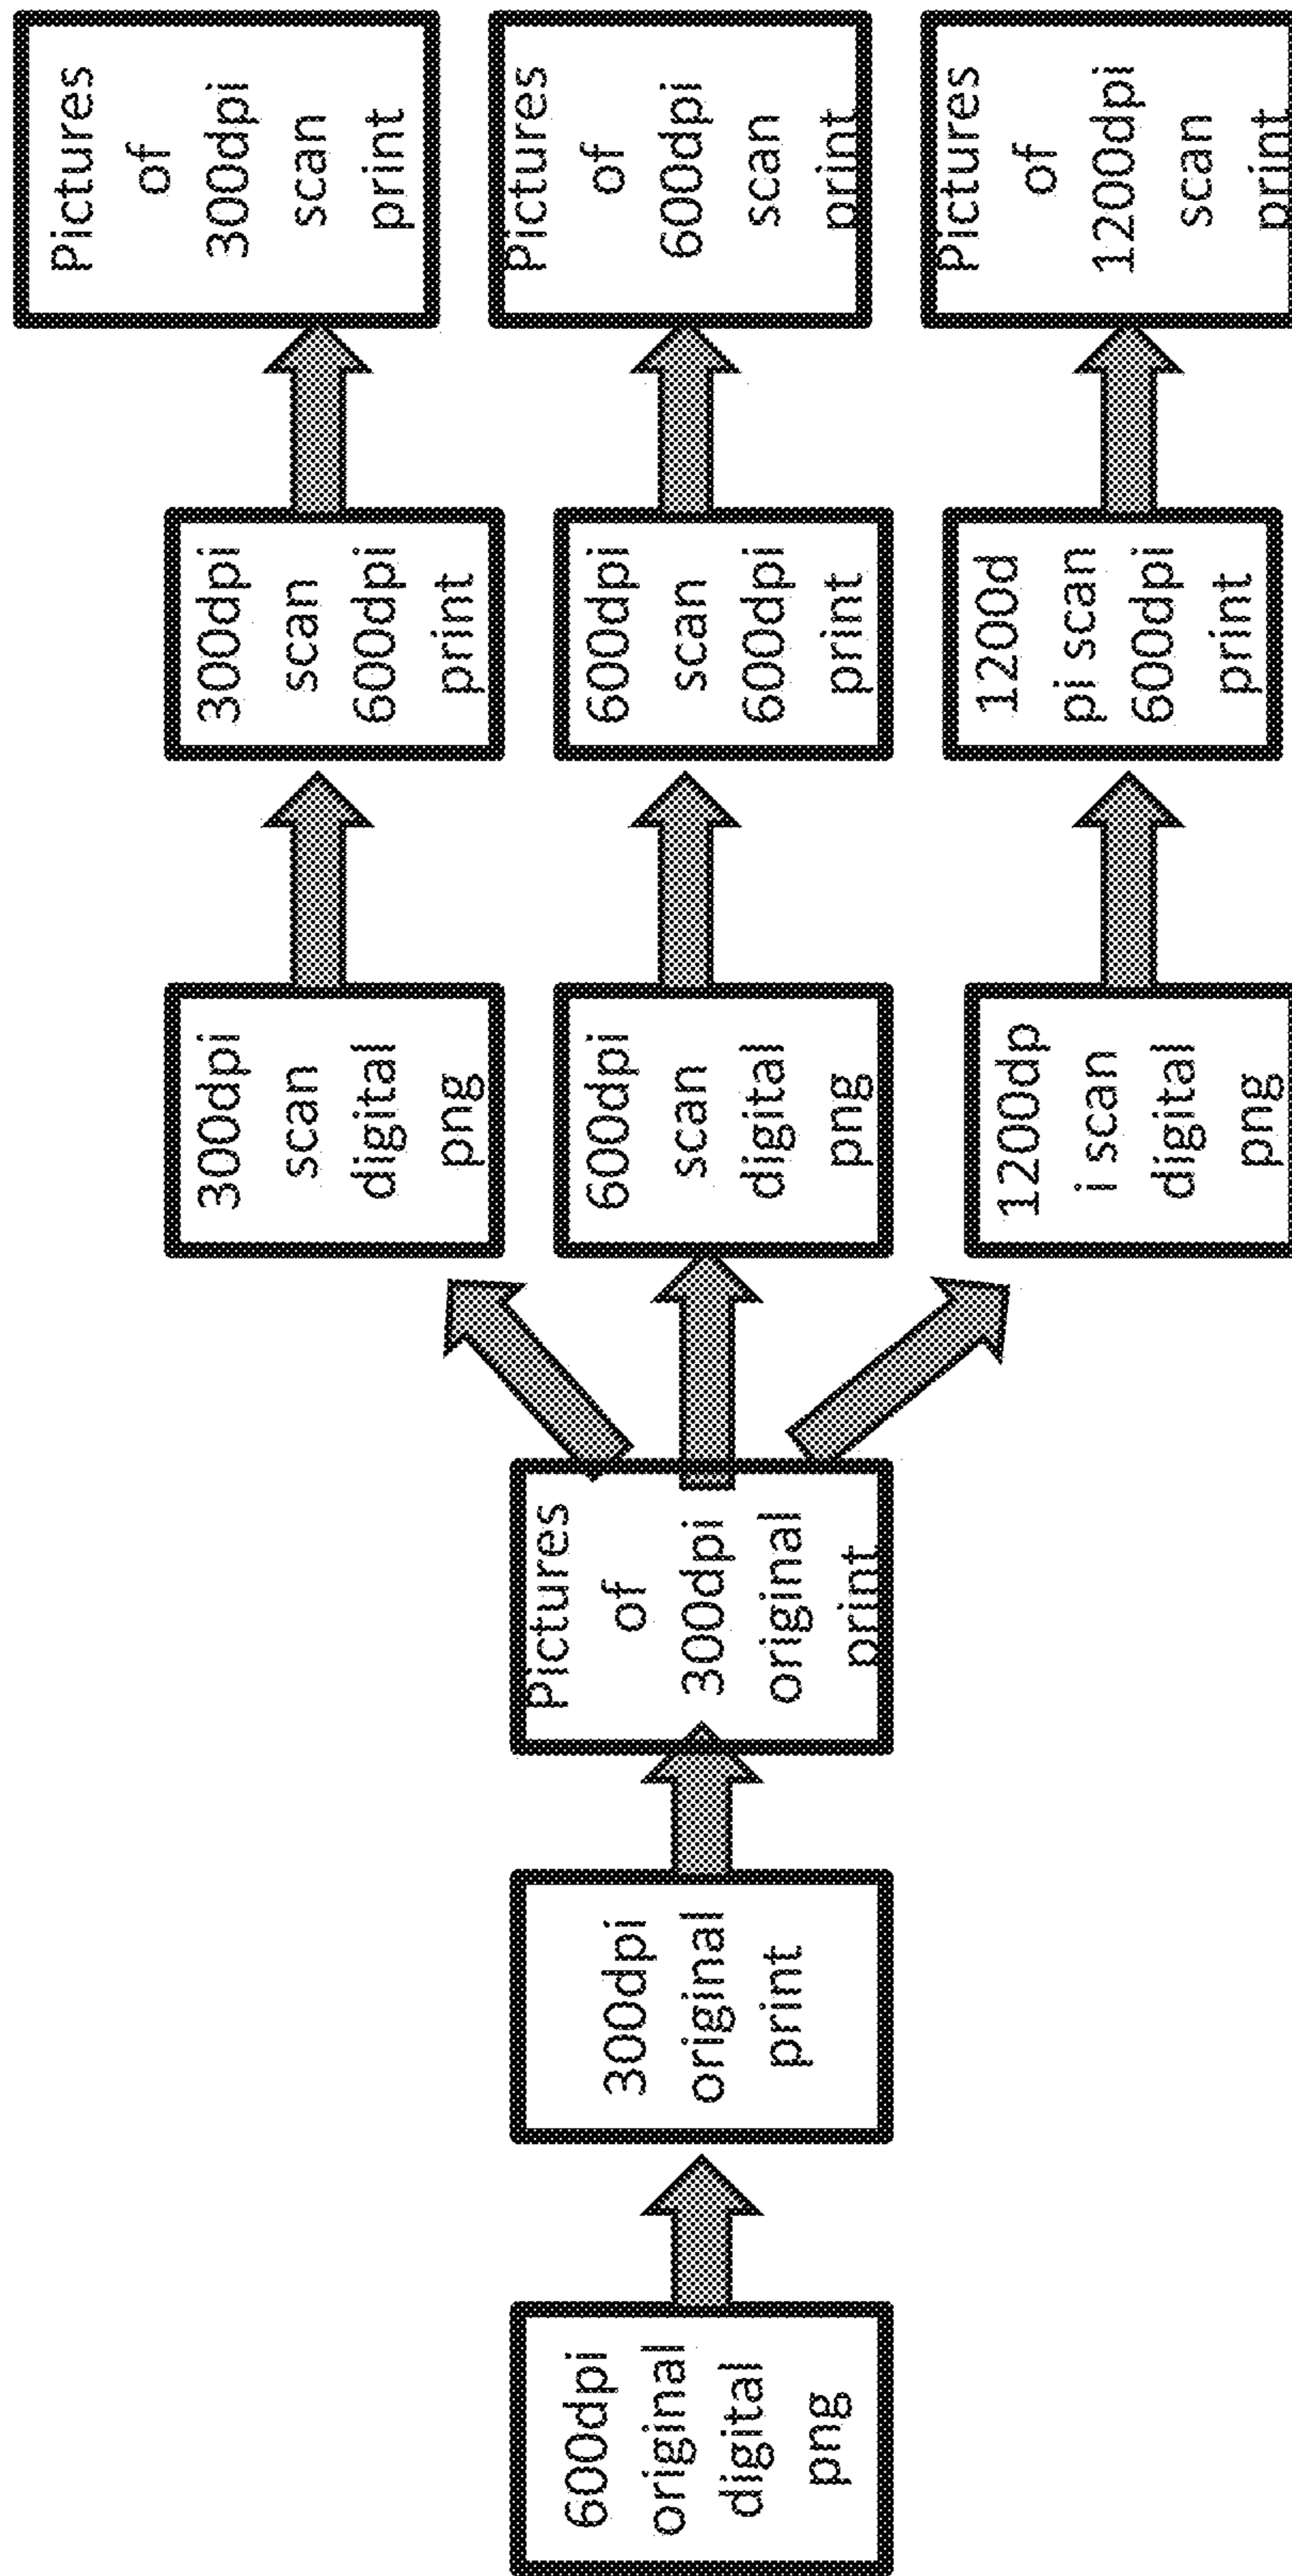 600dpi
original
digital
png
300dpi
original
print
Pictures
of
300dpi
original
print
300dpi
scan
digital
png
300dpi
scan
600dpi
print
Pictures
of
300dpi
scan
print
600dpi
scan
digital
png
600dpi
scan
600dpi
print
Pictures
of
600dpi
scan
print
1200dp
i scan
digital
png
1200d
pi scan
600dpi
print
Pictures
of
1200dpi
scan
print